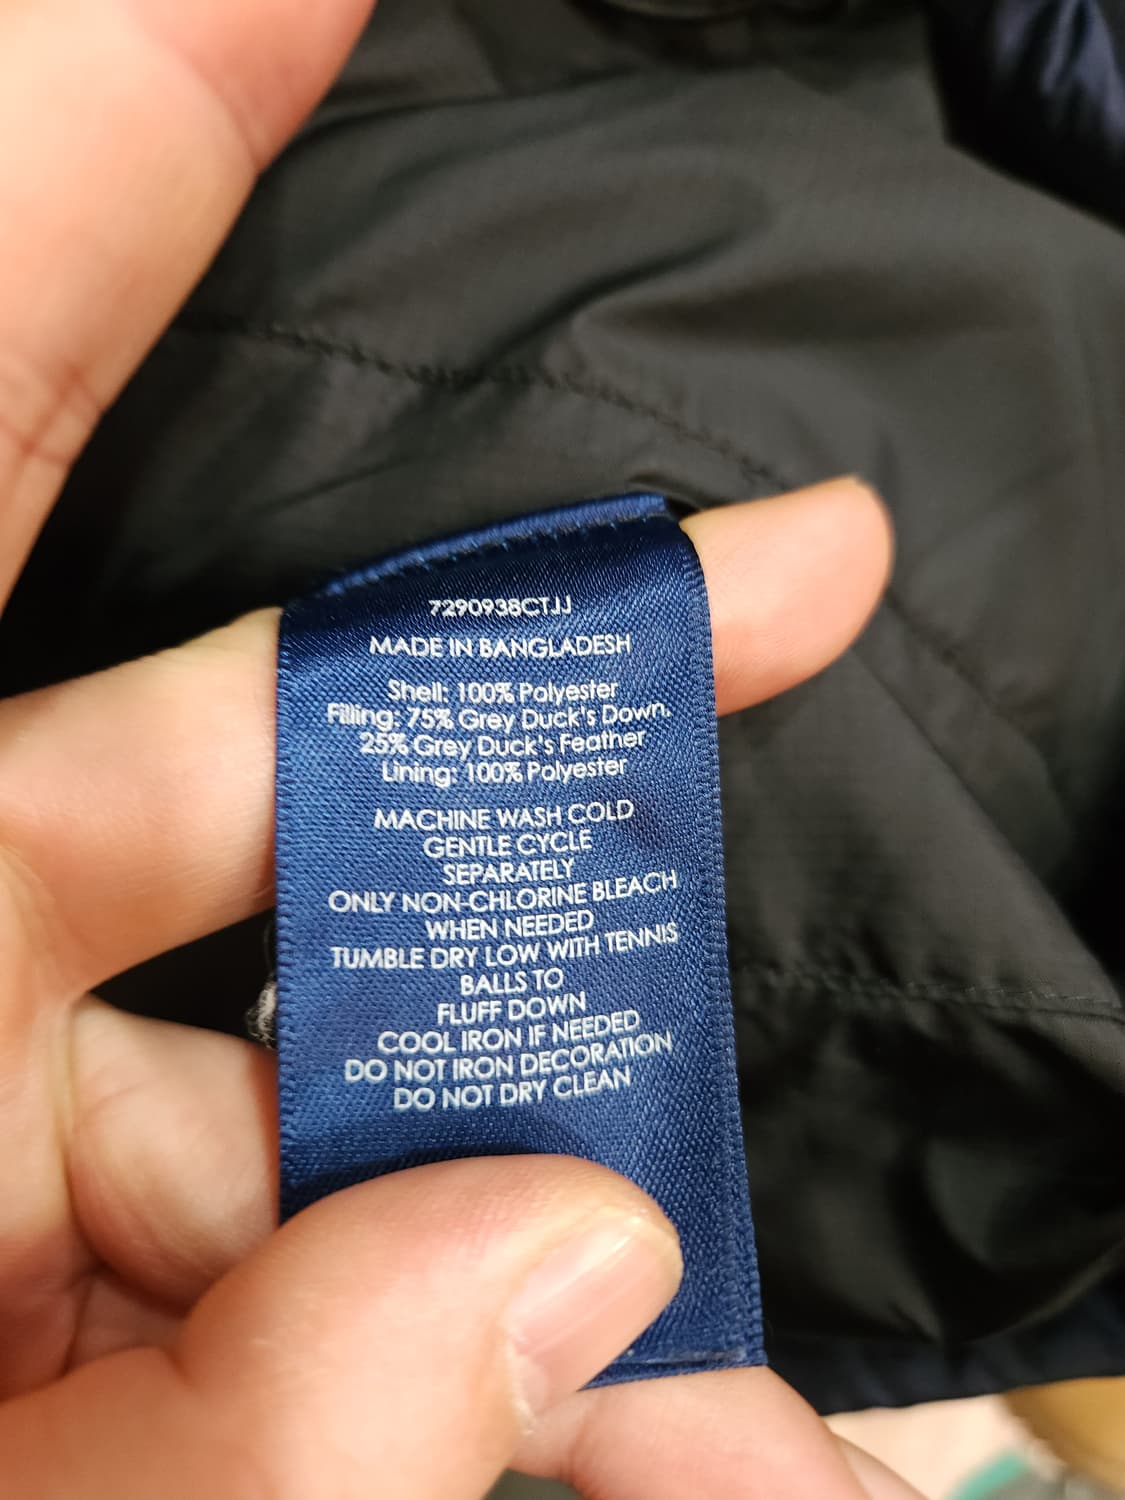 7290938CTJJ
MADE IN BANGLADESH
Shell: 100% Polyester
Filling: 75% Grey Duck's Down,
25% Grey Duck's Feather
Lining: 100% Polyester
MACHINE WASH COLD
GENTLE CYCLE
SEPARATELY
ONLY NON-CHLORINE BLEACH
WHEN NEEDED
TUMBLE DRY LOW WITH TENNIS
BALLS TO
FLUFF DOWN
COOL IRON IF NEEDED
DO NOT IRON DECORATION
DO NOT DRY CLEAN